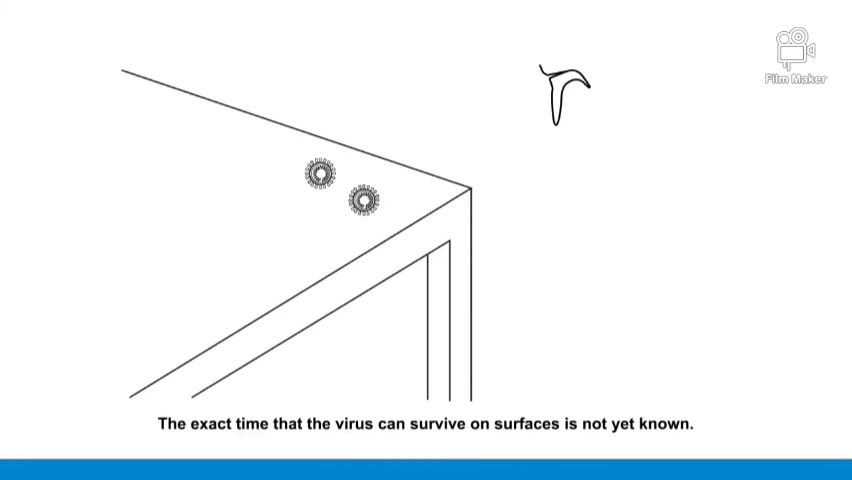 Film Maker
The exact time that the virus can survive on surfaces is not yet known.